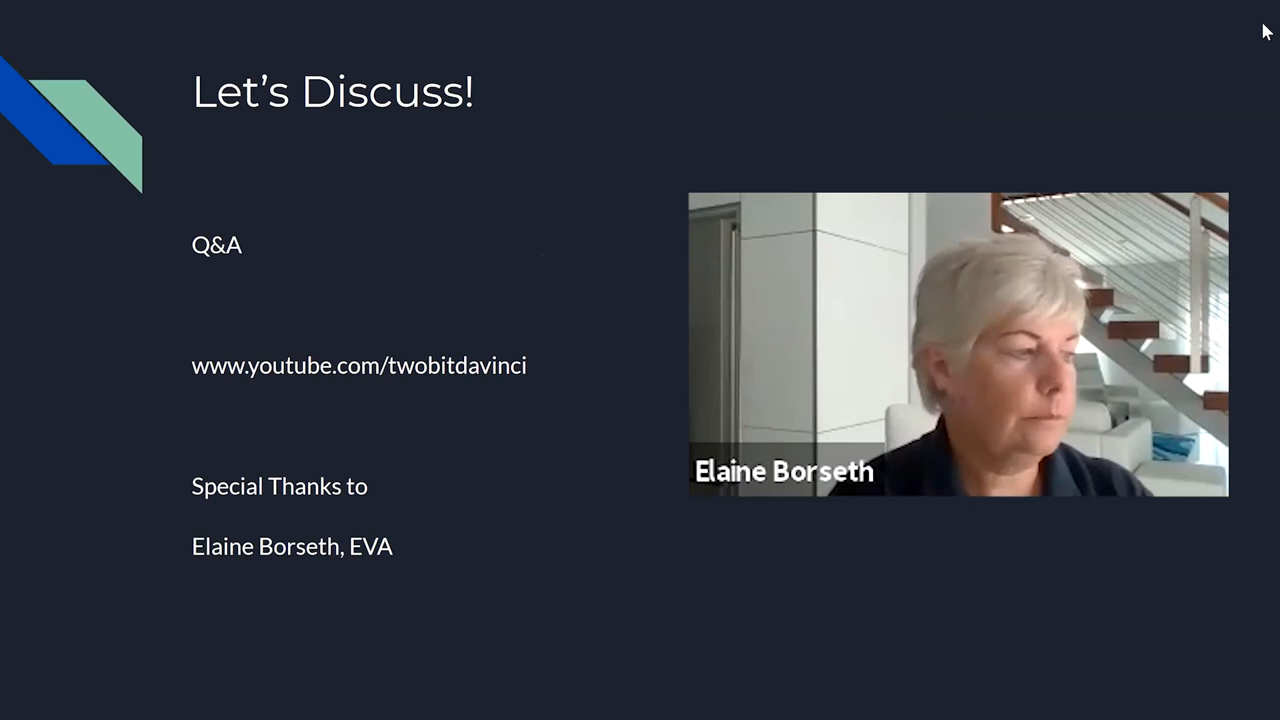 Let’s Discuss!
Q&A
www.youtube.com/twobitdavinci
Special Thanks to
Elaine Borseth, EVA
Elaine Borseth